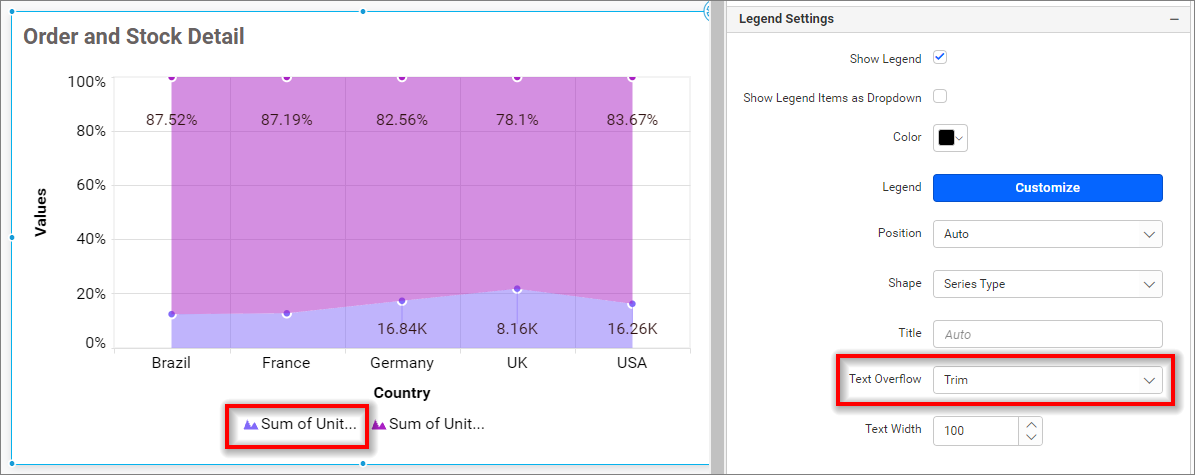 Order and Stock Detail
100%
80%
60%
40%
20%
0%
Values
87.52%
87.19%
82.56%
78.1%
83.67%
16.84K
8.16K
16.26K
Brazil
France
Germany
UK
USA
Country
Sum of Unit...
Sum of Unit...
Legend Settings
Show Legend
Show Legend Items as Dropdown
Color
Legend
Customize
Position
Auto
Shape
Series Type
Title
Auto
Text Overflow
Trim
Text Width
100